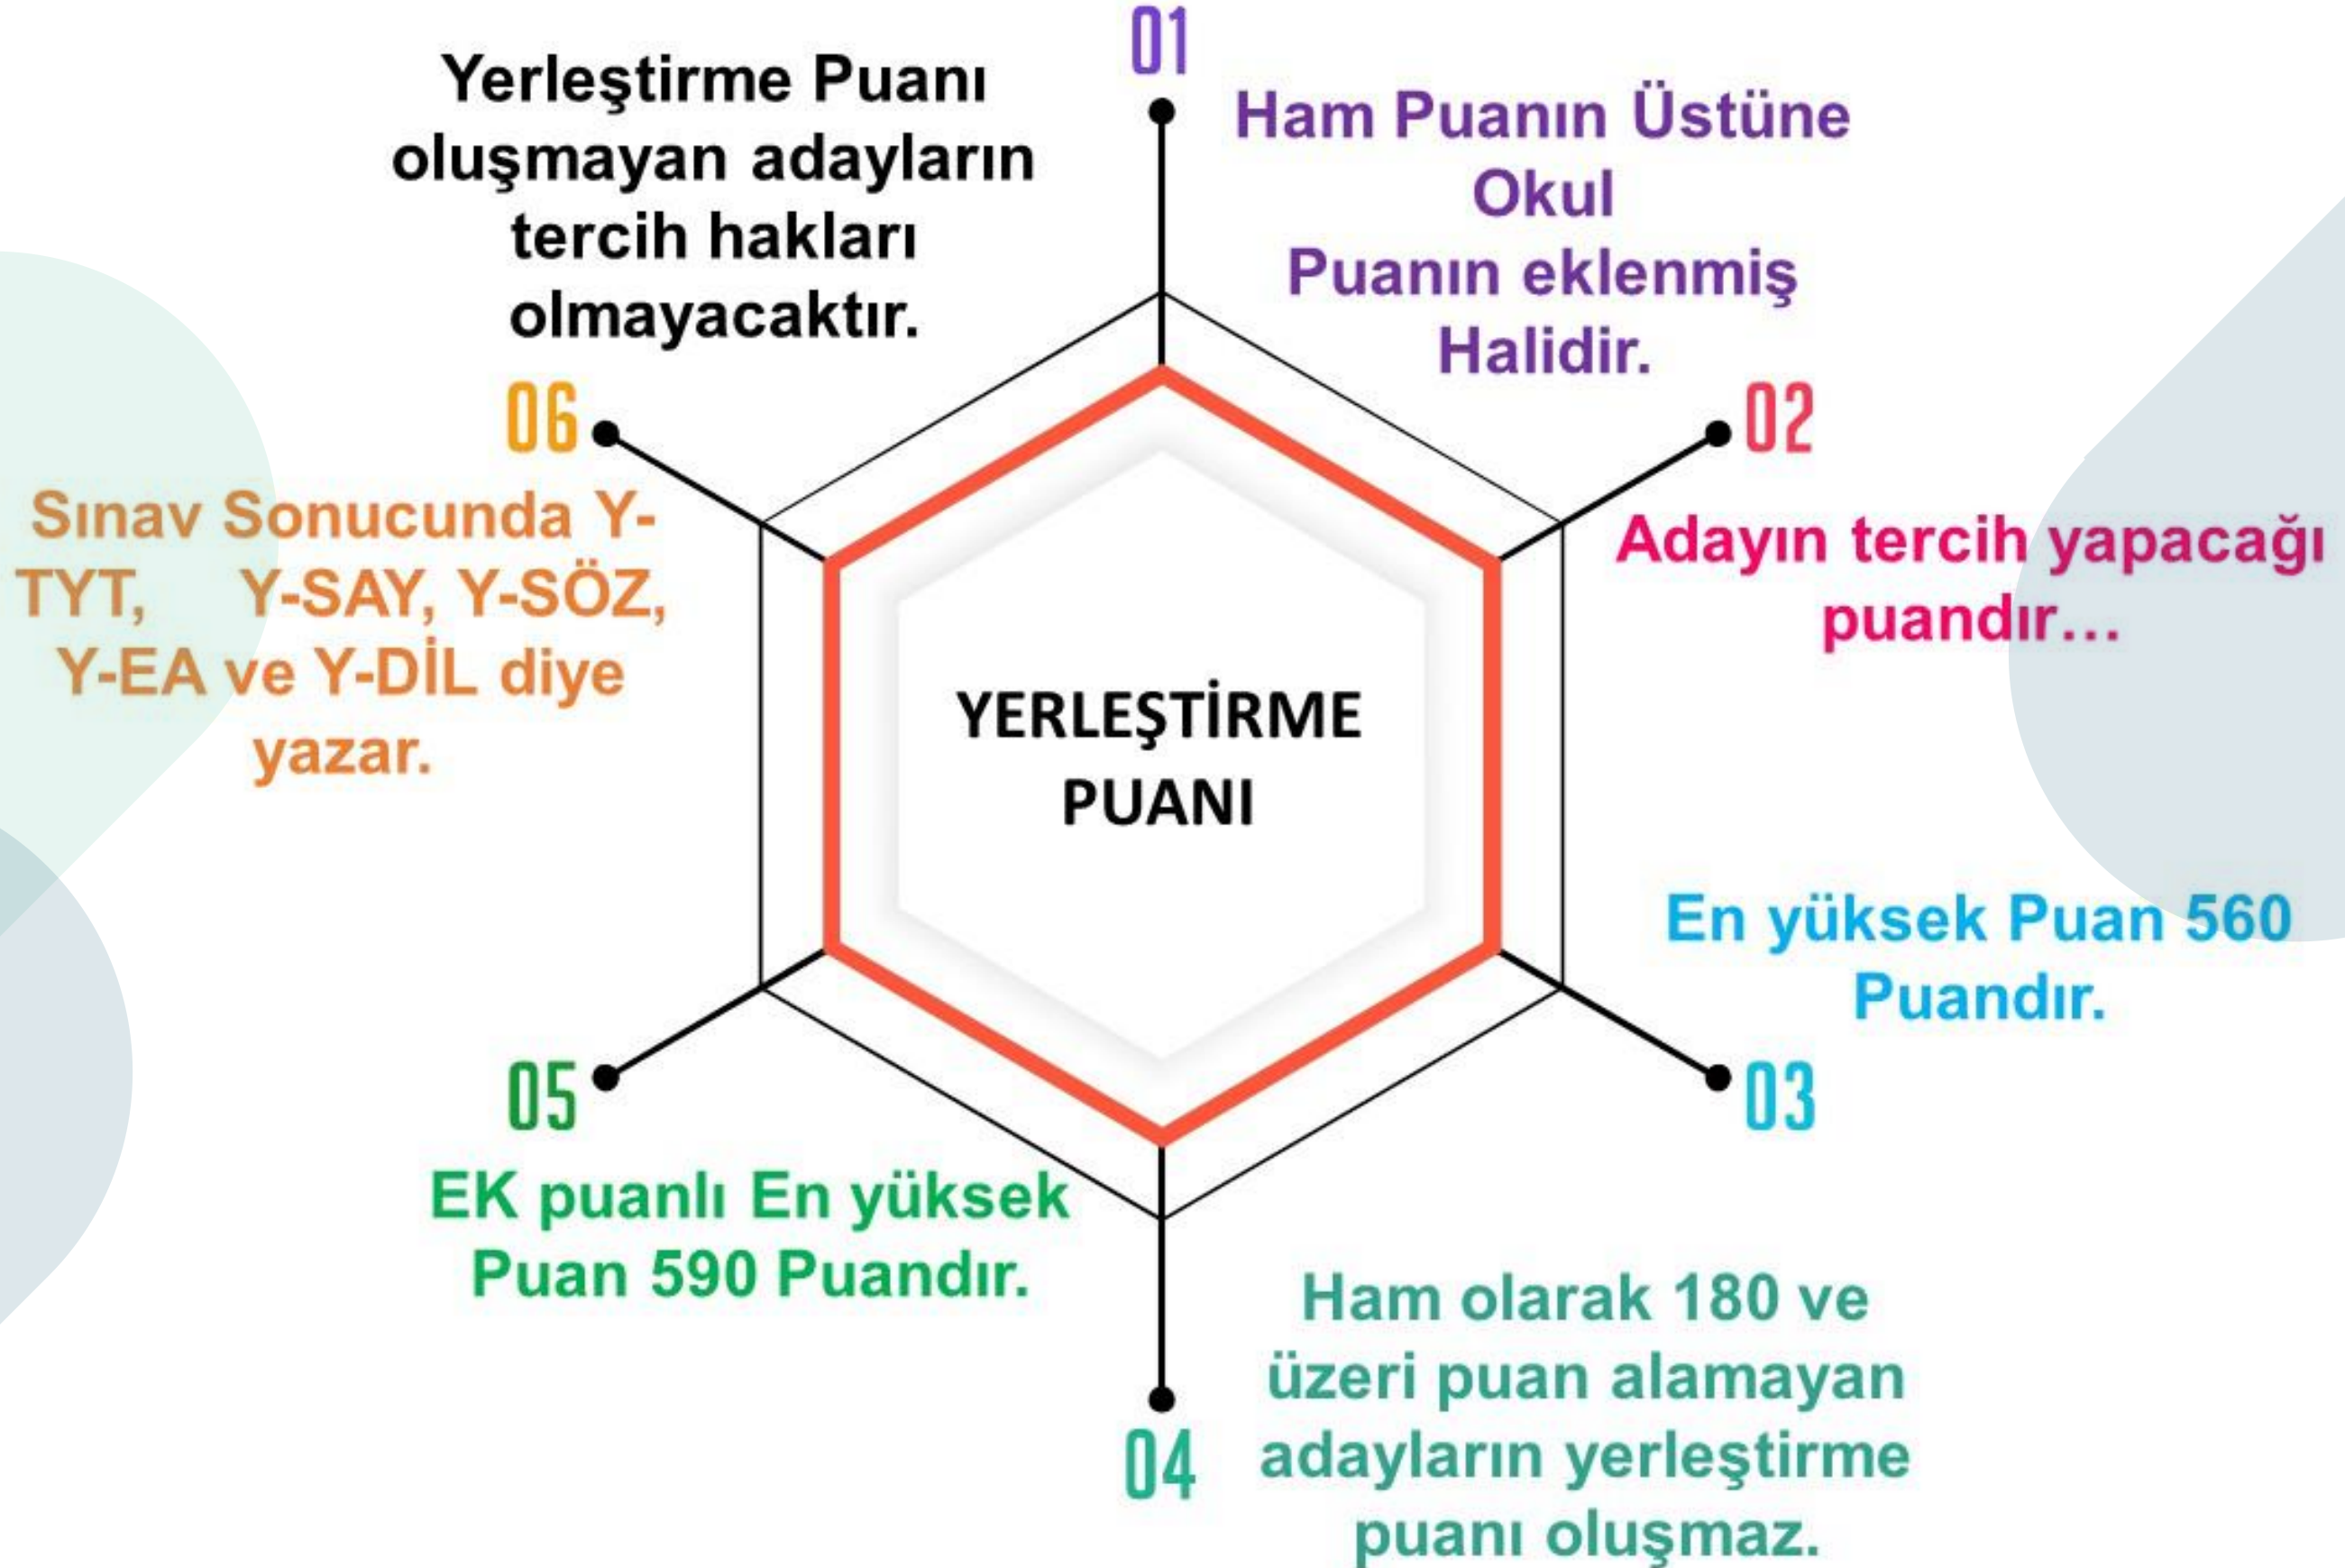 01
Ham Puanın Üstüne
Okul
Puanın eklenmiş
Halidir.
02
Adayın tercih yapacağı
puandır...
En yüksek Puan 560
Puandır.
03
Ham olarak 180 ve
üzeri puan alamayan
adayların yerleştirme
puanı oluşmaz.
04
05
EK puanlı En yüksek
Puan 590 Puandır.
06
Sınav Sonucunda Y-
TYT, Y-SAY, Y-SÖZ,
Y-EA ve Y-DİL diye
yazar.
Yerleştirme Puanı
oluşmayan adayların
tercih hakları
olmayacaktır.
YERLEŞTİRME
PUANI